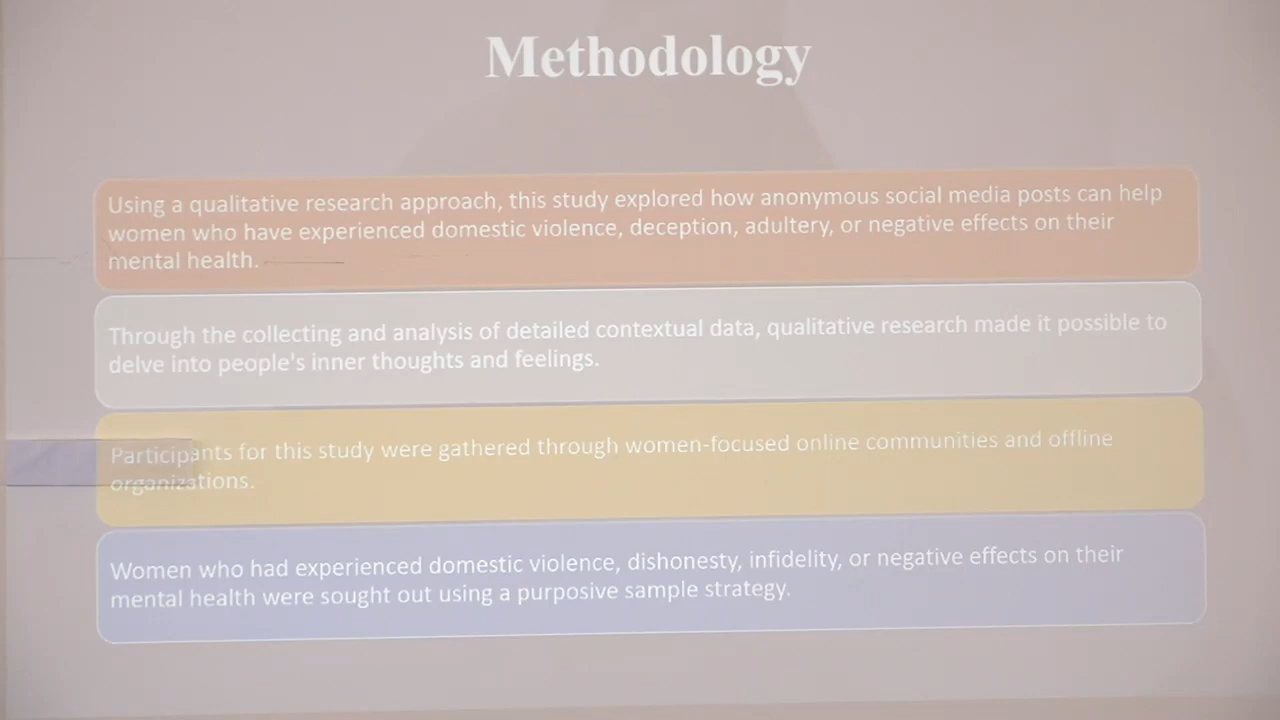 Methodology
Using a qualitative research approach, this study explored how anonymous social media posts can help
women who have experienced domestic violence, deception, adultery, or negative effects on their
mental health.
Through the collecting and analysis of detailed contextual data, qualitative research made it possible to
delve into people's inner thoughts and feelings.
Participants for this study were gathered through women-focused online communities and offline
organizations.
Women who had experienced domestic violence, dishonesty, infidelity, or negative effects on their
mental health were sought out using a purposive sample strategy.